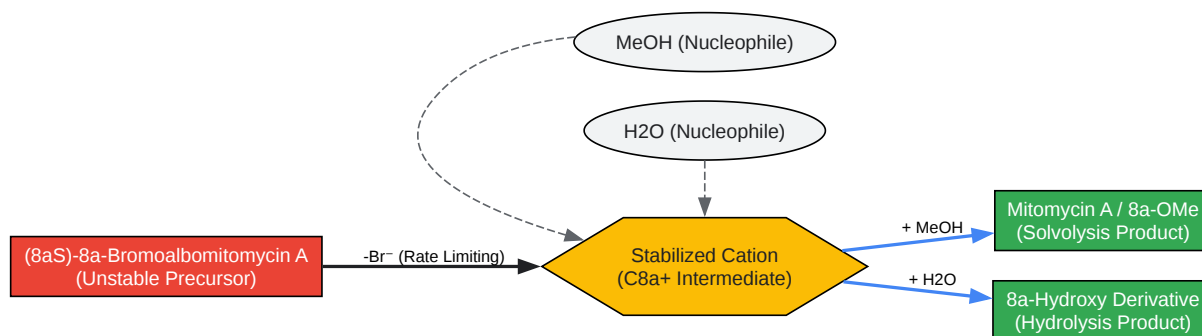 MeOH (Nucleophile)
H2O (Nucleophile)
(8aS)-8a-Bromoalbomitomycin A
(Unstable Precursor)
-Br⁻ (Rate Limiting)
Stabilized Cation
(C8a+ Intermediate)
+ MeOH
Mitomycin A / 8a-OMe
(Solvolysis Product)
+ H2O
8a-Hydroxy Derivative
(Hydrolysis Product)